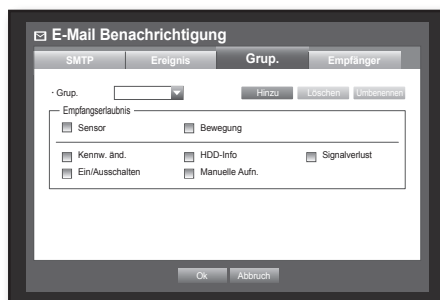 E-Mail Benachrichtigung
SMTP Ereignis Grup. Empfänger
· Grup. Hinzu Löschen Umbenennen
Empfangserlaubnis
Sensor Bewegung
Kennw. änd. HDD-Info Signalverlust
Ein/Ausschalten Manuelle Aufn.
Ok Abbruch